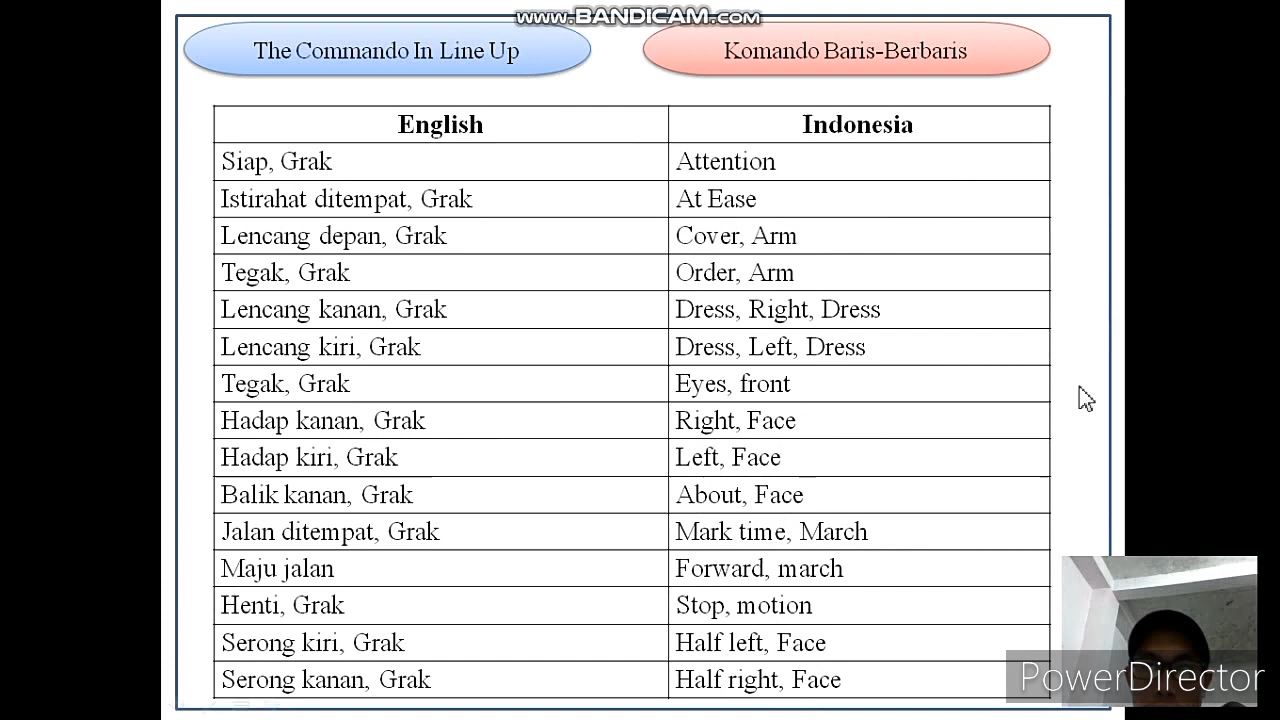 WWW.BANDICAM.COM
The Commando In Line Up
Komando Baris-Berbaris
English Indonesia
Siap, Grak Attention
Istirahat ditempat, Grak At Ease
Lencang depan, Grak Cover, Arm
Tegak, Grak Order, Arm
Lencang kanan, Grak Dress, Right, Dress
Lencang kiri, Grak Dress, Left, Dress
Tegak, Grak Eyes, front
Hadap kanan, Grak Right, Face
Hadap kiri, Grak Left, Face
Balik kanan, Grak About, Face
Jalan ditempat, Grak Mark time, March
Maju jalan Forward, march
Henti, Grak Stop, motion
Serong kiri, Grak Half left, Face
Serong kanan, Grak Half right, Face
PowerDirector